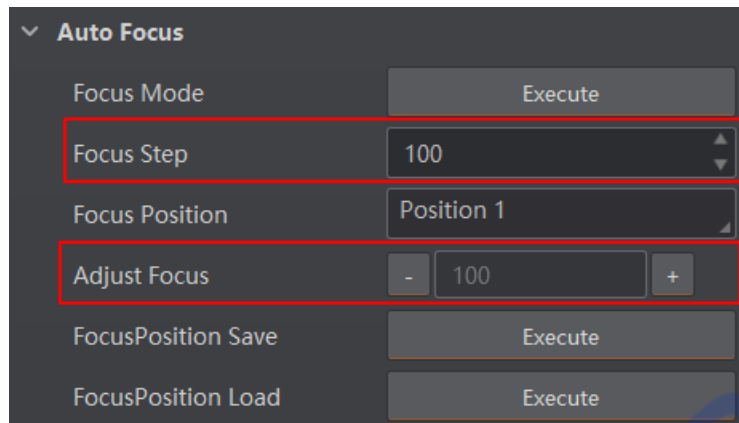 Auto Focus
Focus Mode Execute
Focus Step 100
Focus Position Position 1
Adjust Focus - 100 +
FocusPosition Save Execute
FocusPosition Load Execute